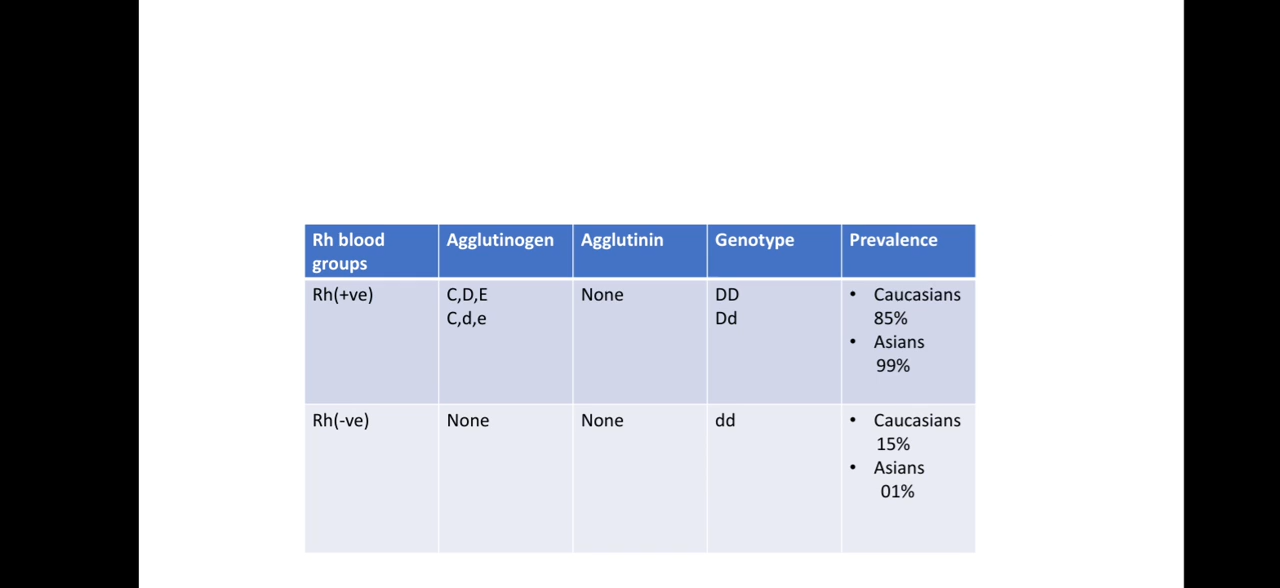 Rh blood groups | Agglutinogen | Agglutinin | Genotype | Prevalence
Rh(+ve)
C,D,E
C,d,e
None
DD
Dd
• Caucasians
85%
• Asians
99%
Rh(-ve)
None
None
dd
• Caucasians
15%
• Asians
01%